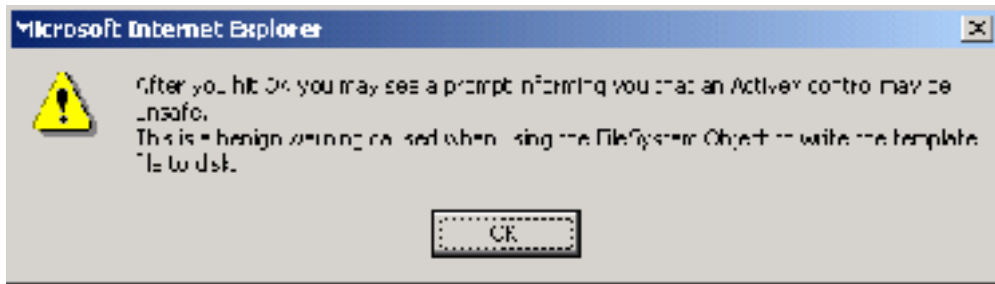 Microsoft Internet Explorer
After you hit OK you may see a prompt informing you that an ActiveX control may be
unsafe.
This is a benign warning caused when using the FileSystem Object to write the template
file to disk.
OK